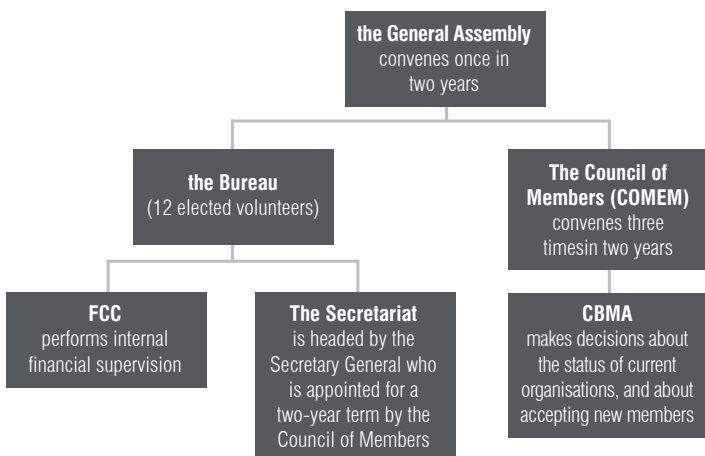 the General Assembly
convenes once in
two years
the Bureau
(12 elected volunteers)
The Council of
Members (COMEM)
convenes three
timesin two years
FCC
performs internal
financial supervision
The Secretariat
is headed by the
Secretary General who
is appointed for a
two-year term by the
Council of Members
CBMA
makes decisions about
the status of current
organisations, and about
accepting new members